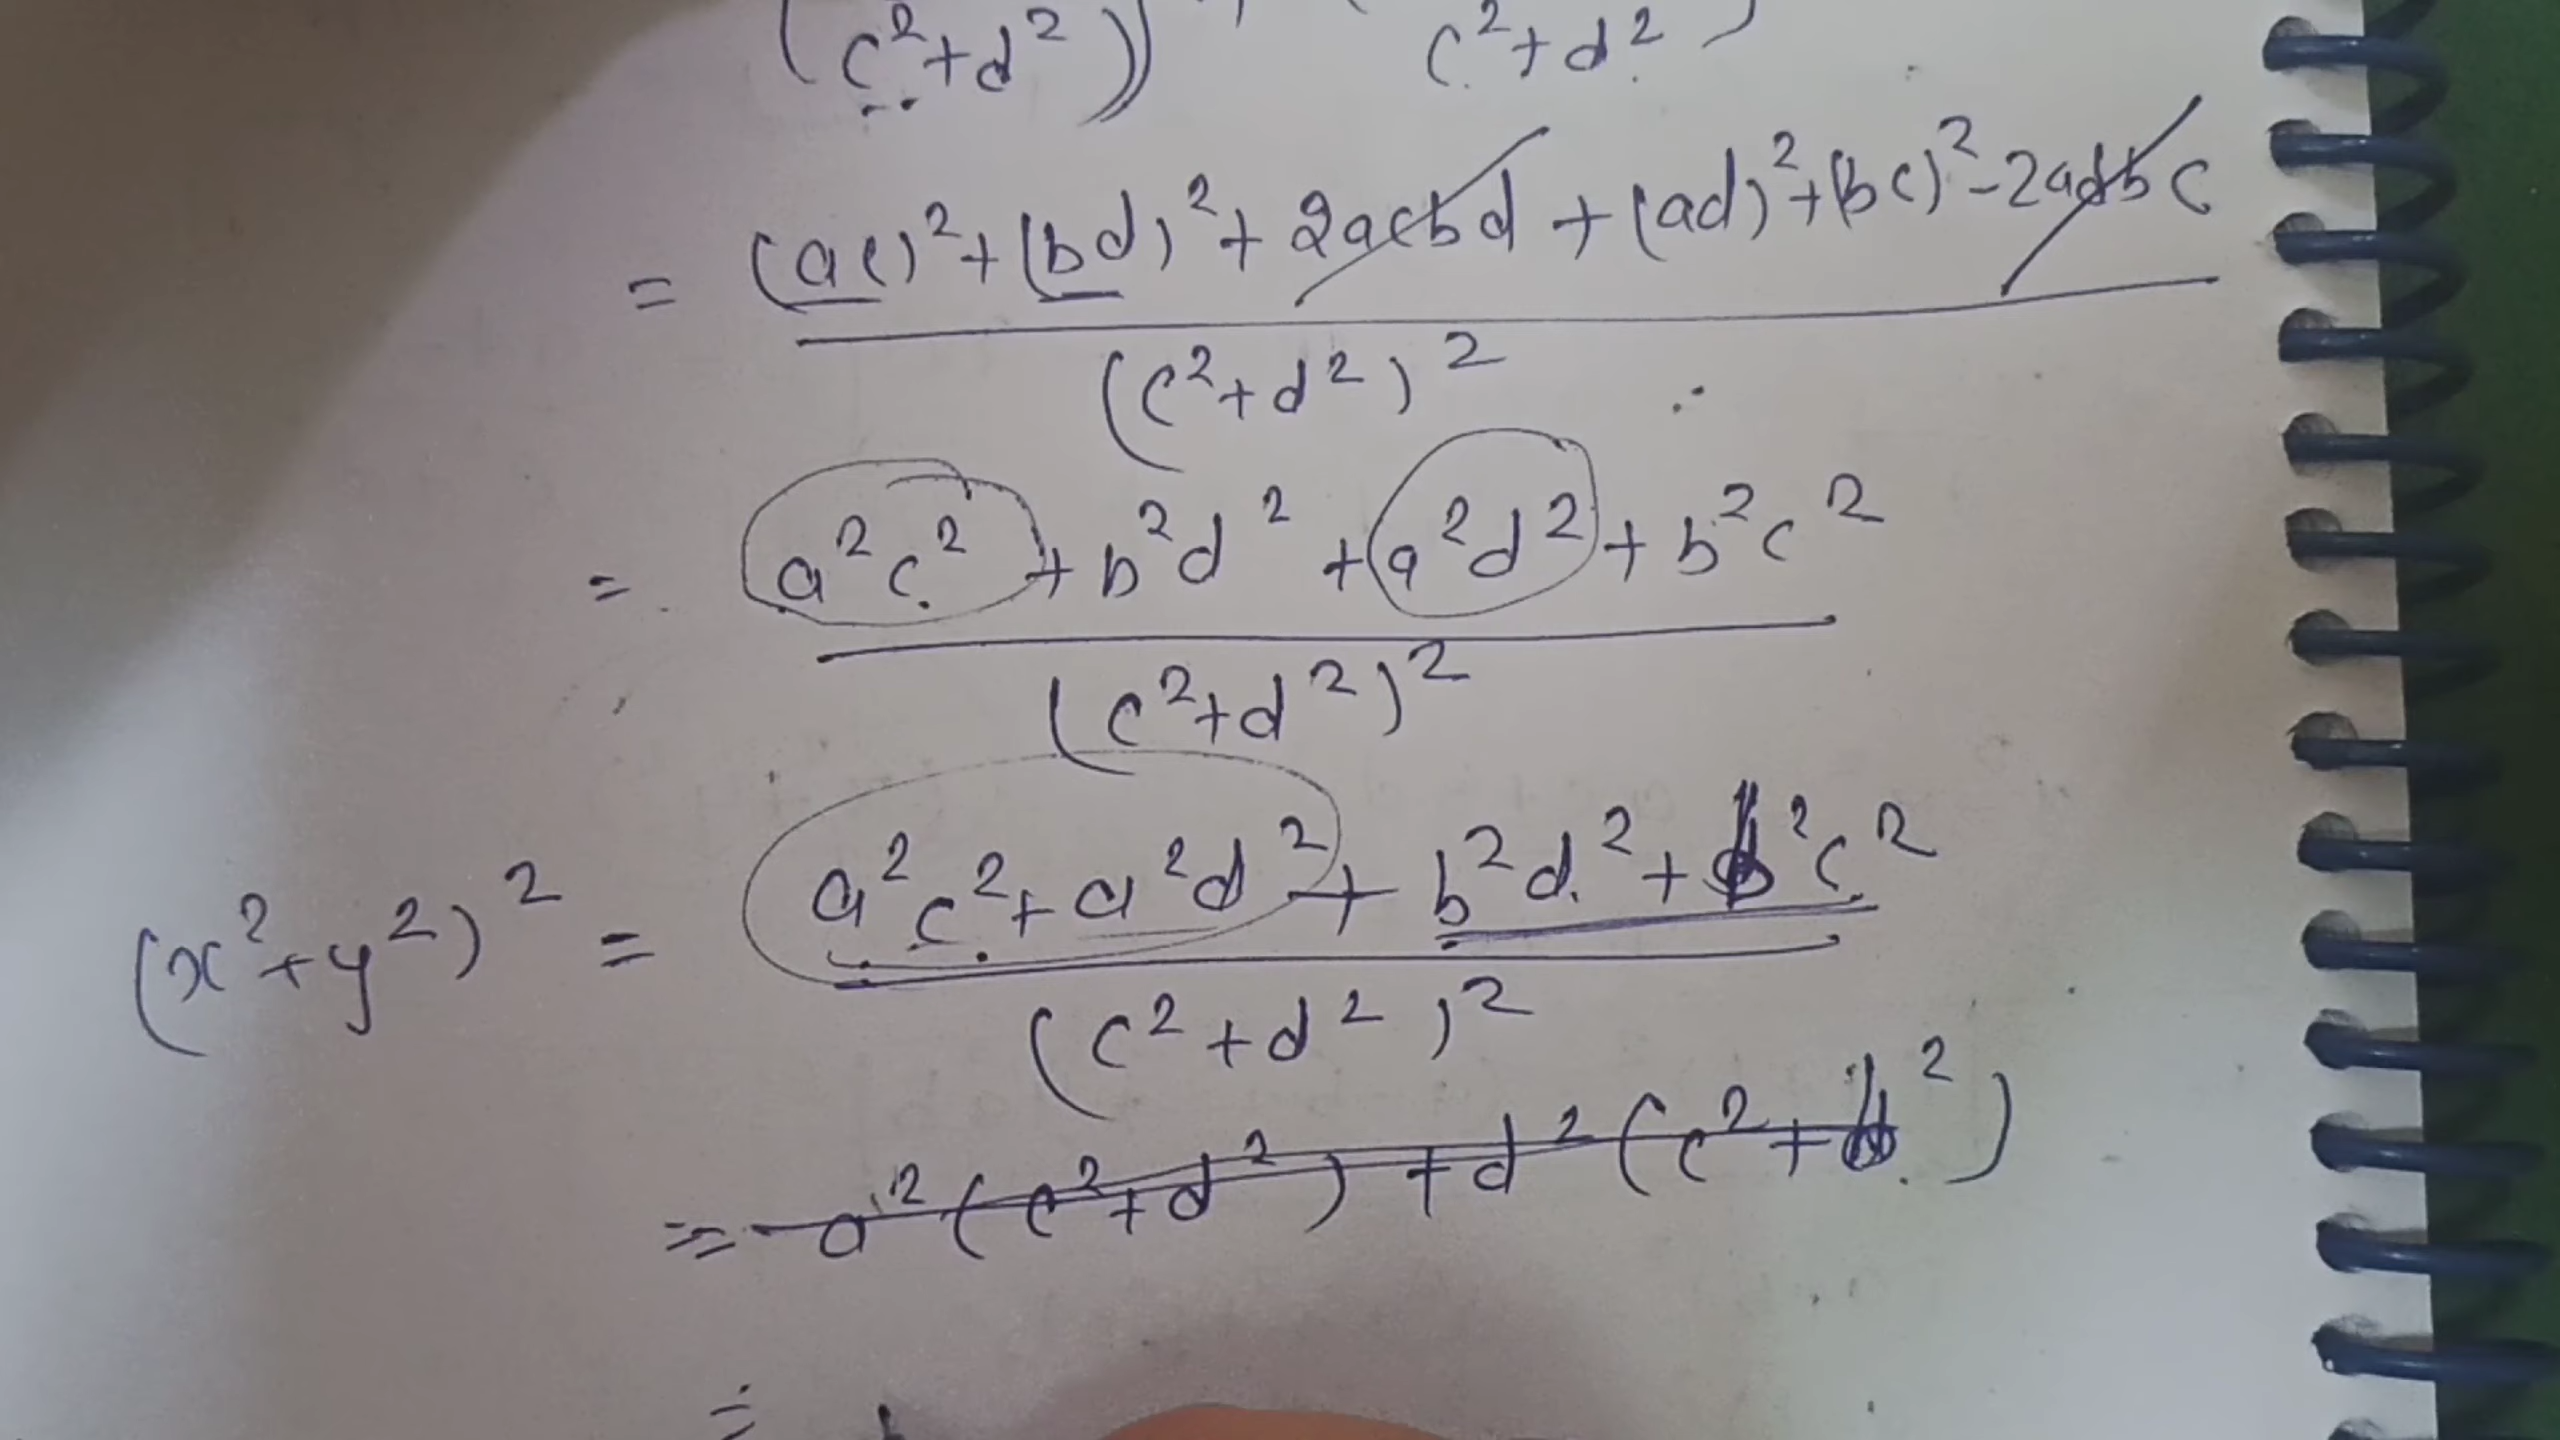 (c²+d²)) c²+d² )
= (ac)²+(bd)²+ 2acbd + (ad)²+(bc)²-2adbc
(c²+d²)²
= a²c² + b²d² + a²d² + b²c²
(c²+d²)²
(x²+y²)² = a²c²+a²d² + b²d²+b²c²
(c²+d²)²
= a²(c²+d²)+d²(c²+b²)
=